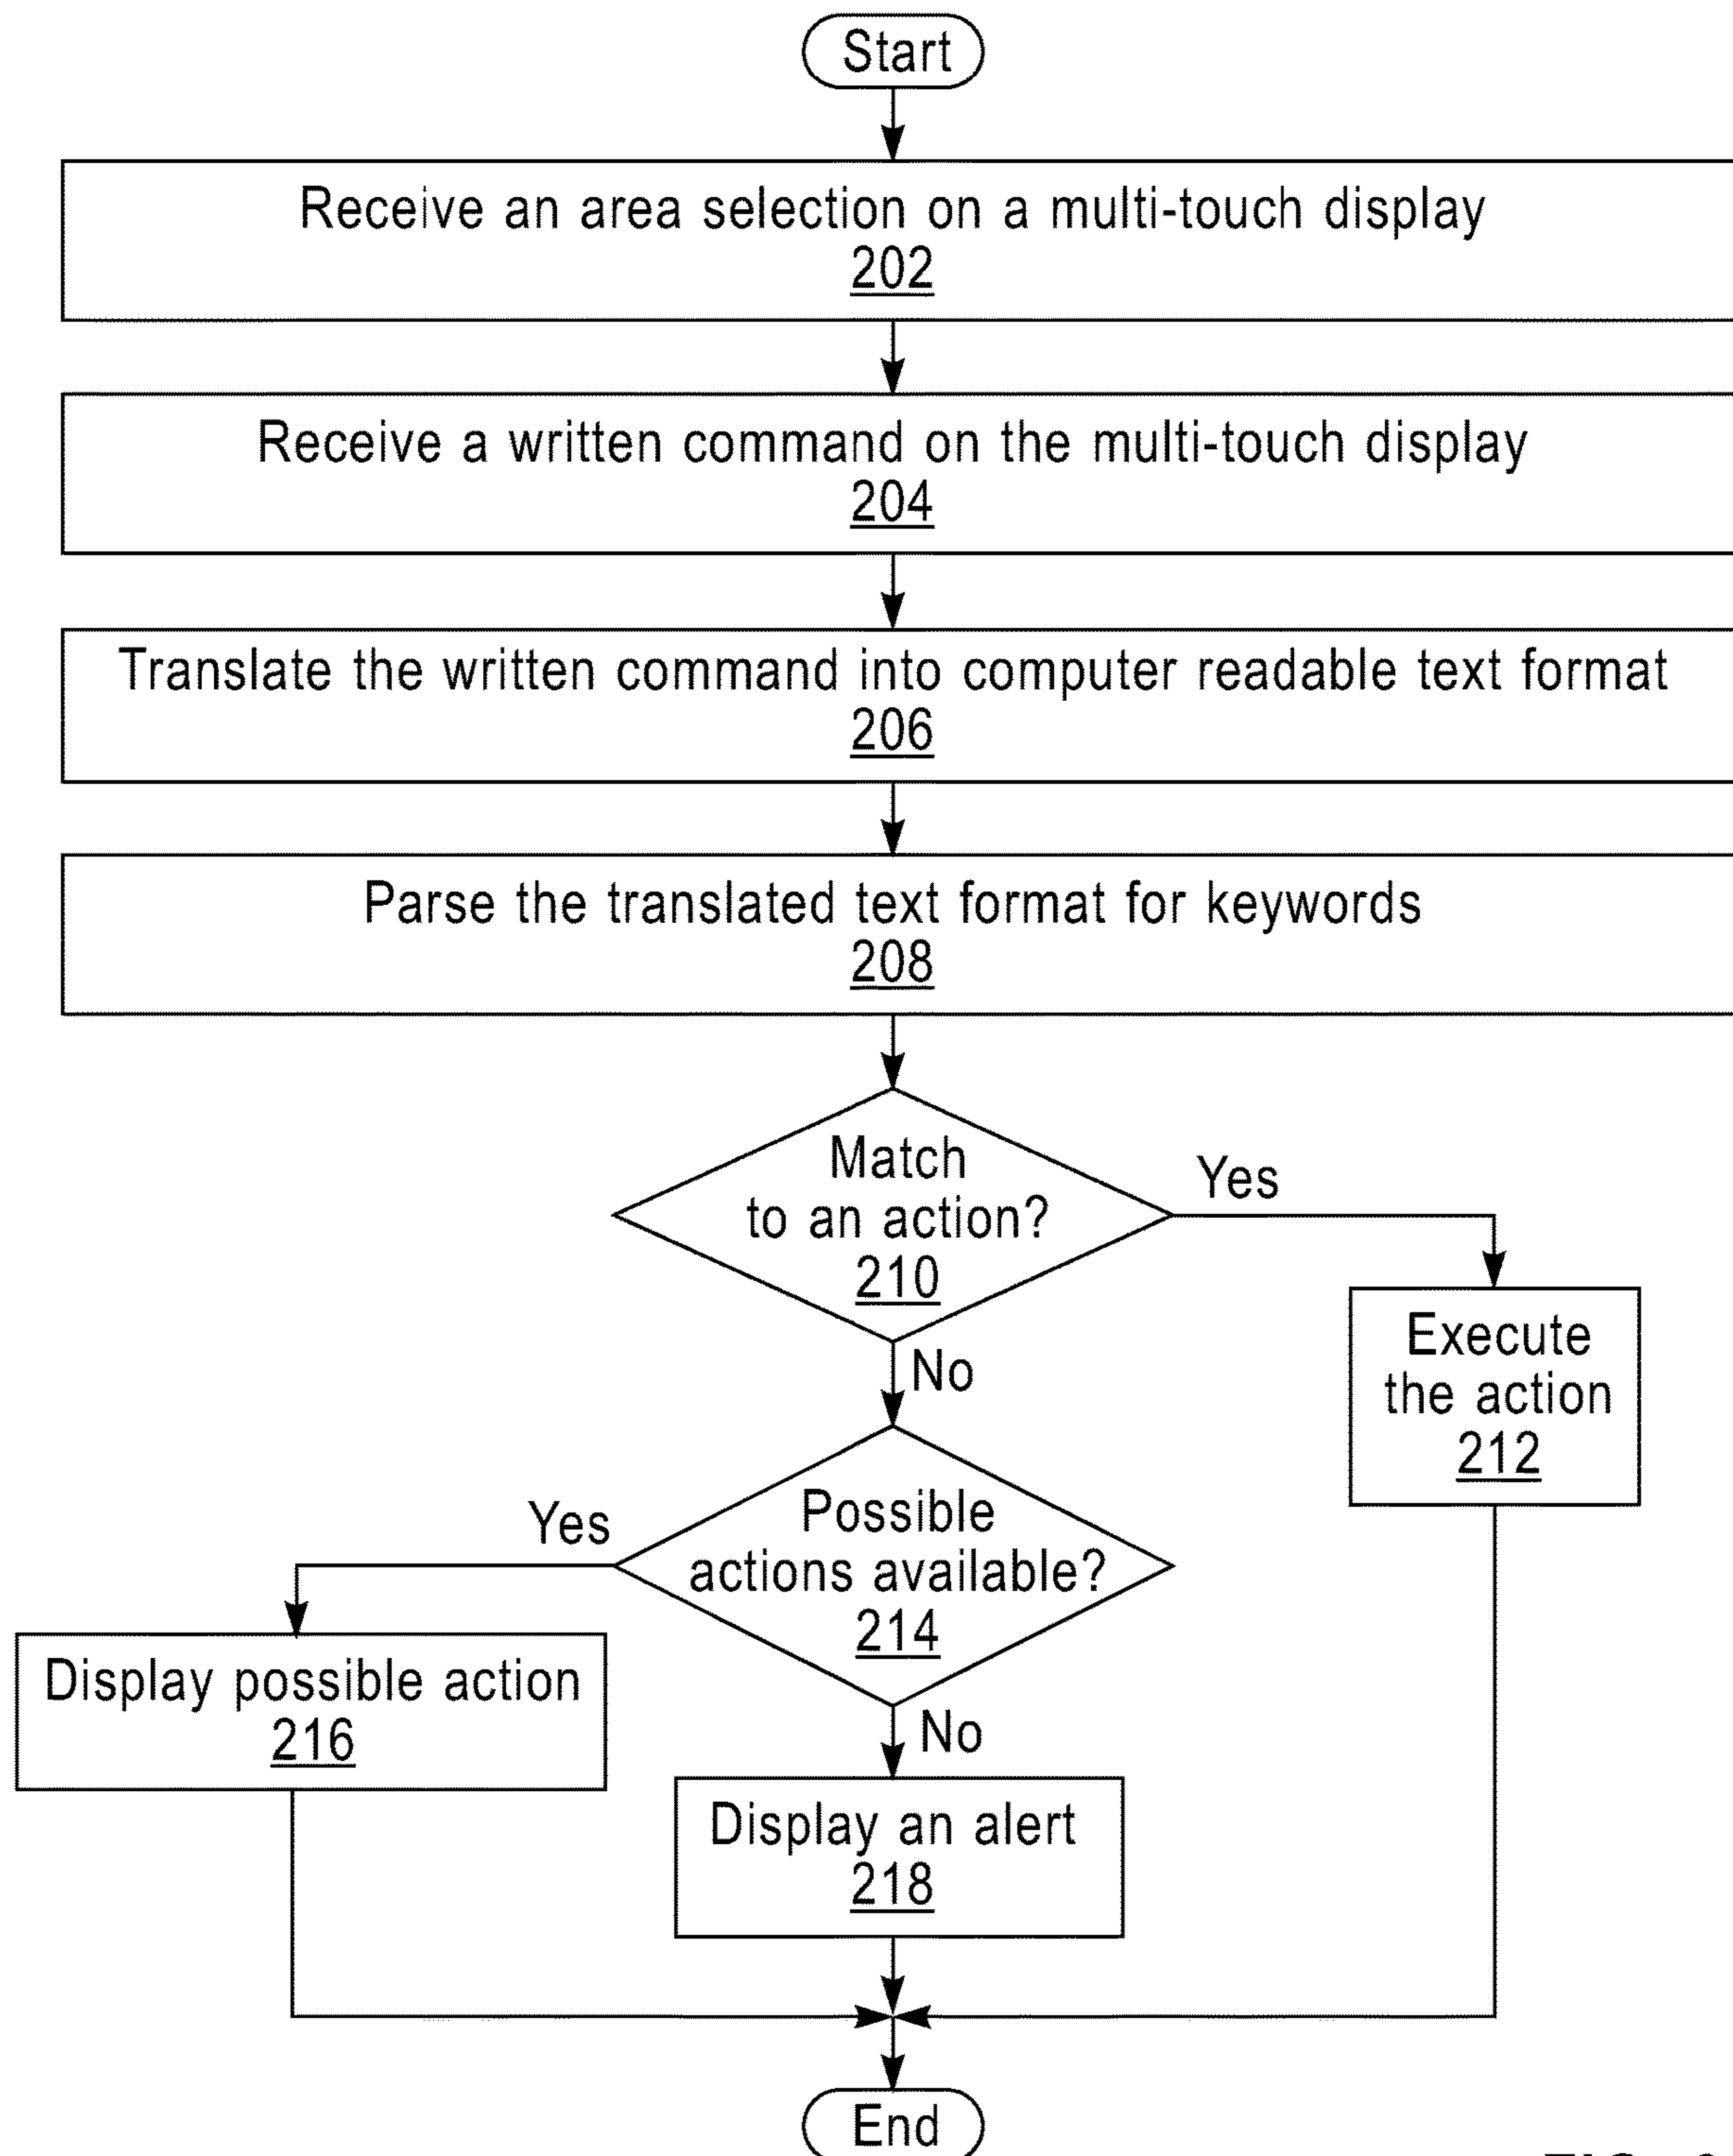 Start
Receive an area selection on a multi-touch display
202
Receive a written command on the multi-touch display
204
Translate the written command into computer readable text format
206
Parse the translated text format for keywords
208
Match
to an action?
210
Yes
No
Execute
the action
212
Possible
actions available?
214
Yes
No
Display possible action
216
Display an alert
218
End